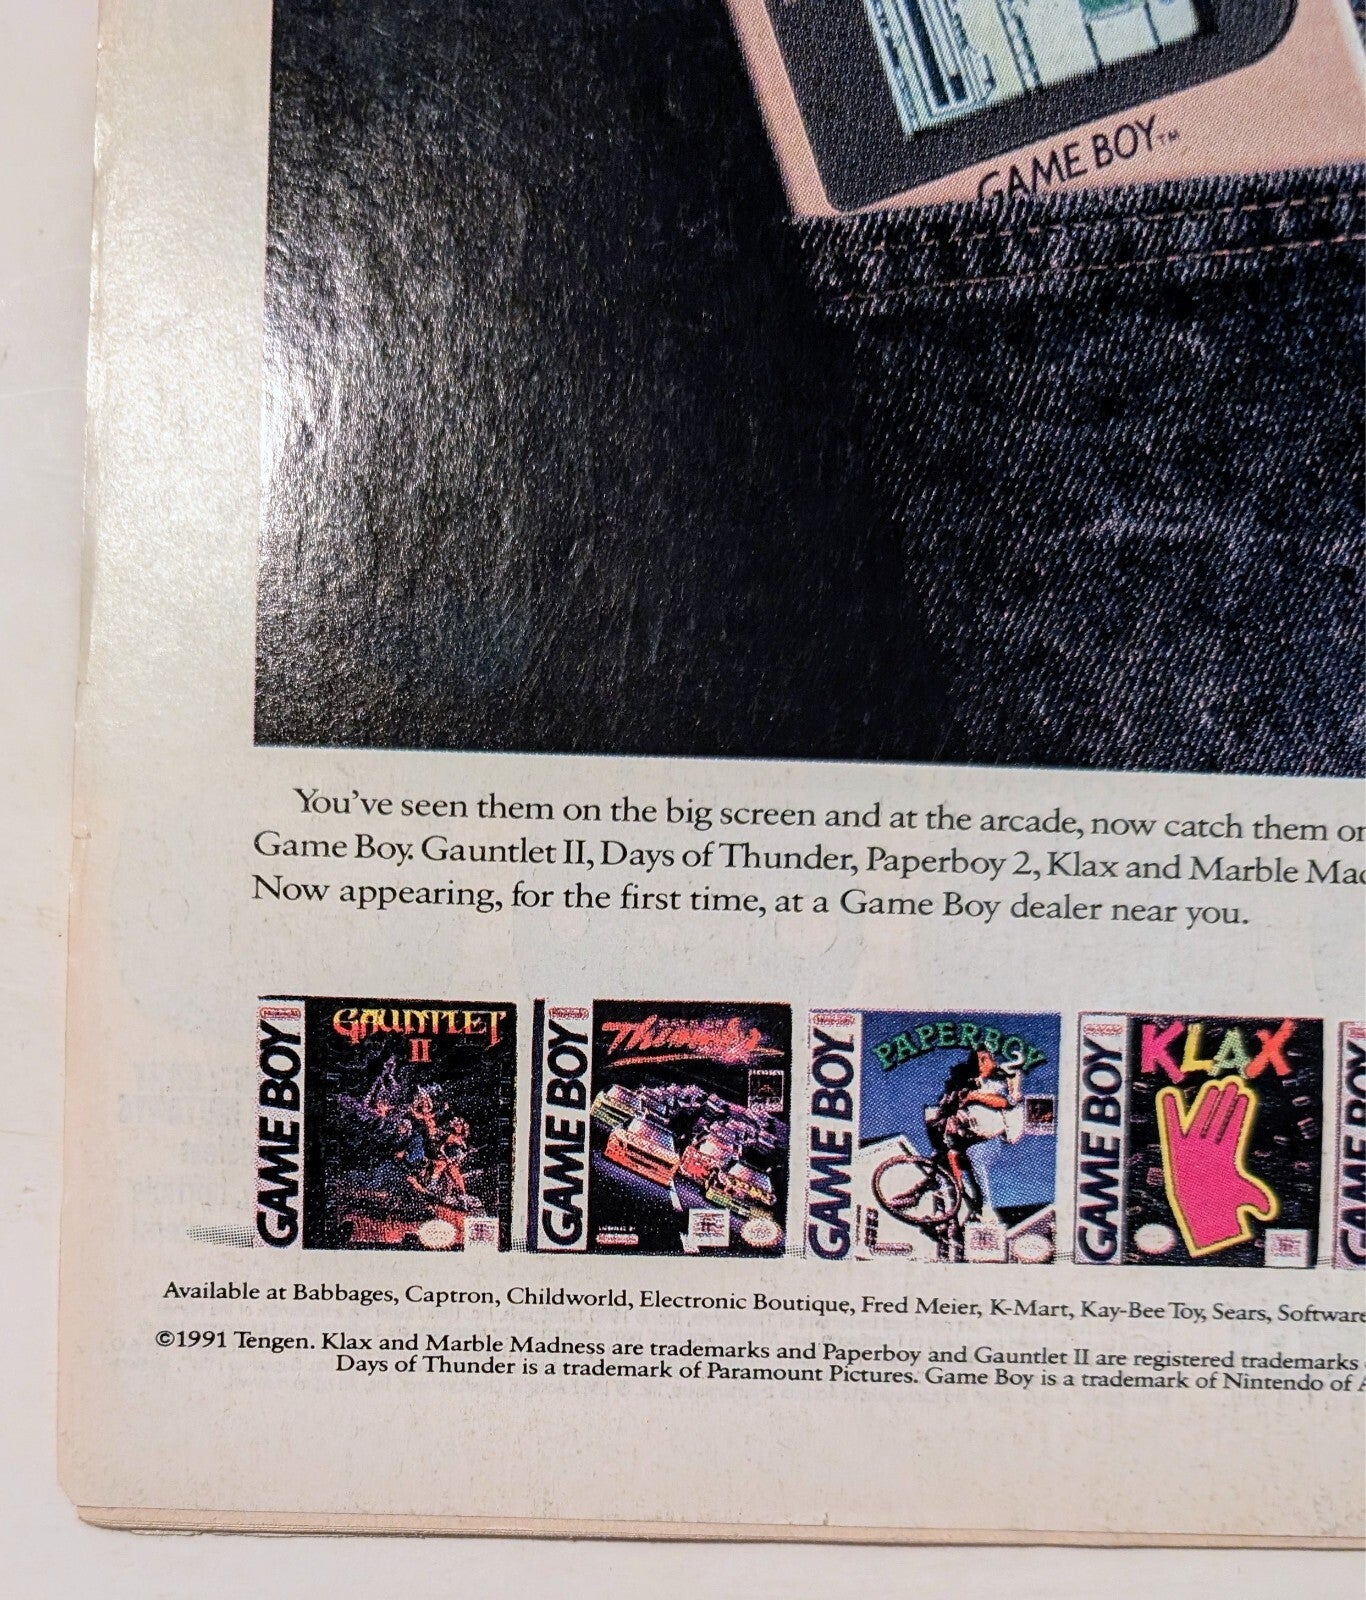 GAME BOY™
You've seen them on the big screen and at the arcade, now catch them on
Game Boy. Gauntlet II, Days of Thunder, Paperboy 2, Klax and Marble Mad
Now appearing, for the first time, at a Game Boy dealer near you.
GAME BOY
GAUNTLET
II
GAME BOY
Thunder
GAME BOY
PAPERBOY
2
GAME BOY
KLAX
Available at Babbages, Captron, Childworld, Electronic Boutique, Fred Meier, K-Mart, Kay-Bee Toy, Sears, Software
©1991 Tengen. Klax and Marble Madness are trademarks and Paperboy and Gauntlet II are registered trademarks
Days of Thunder is a trademark of Paramount Pictures. Game Boy is a trademark of Nintendo of A